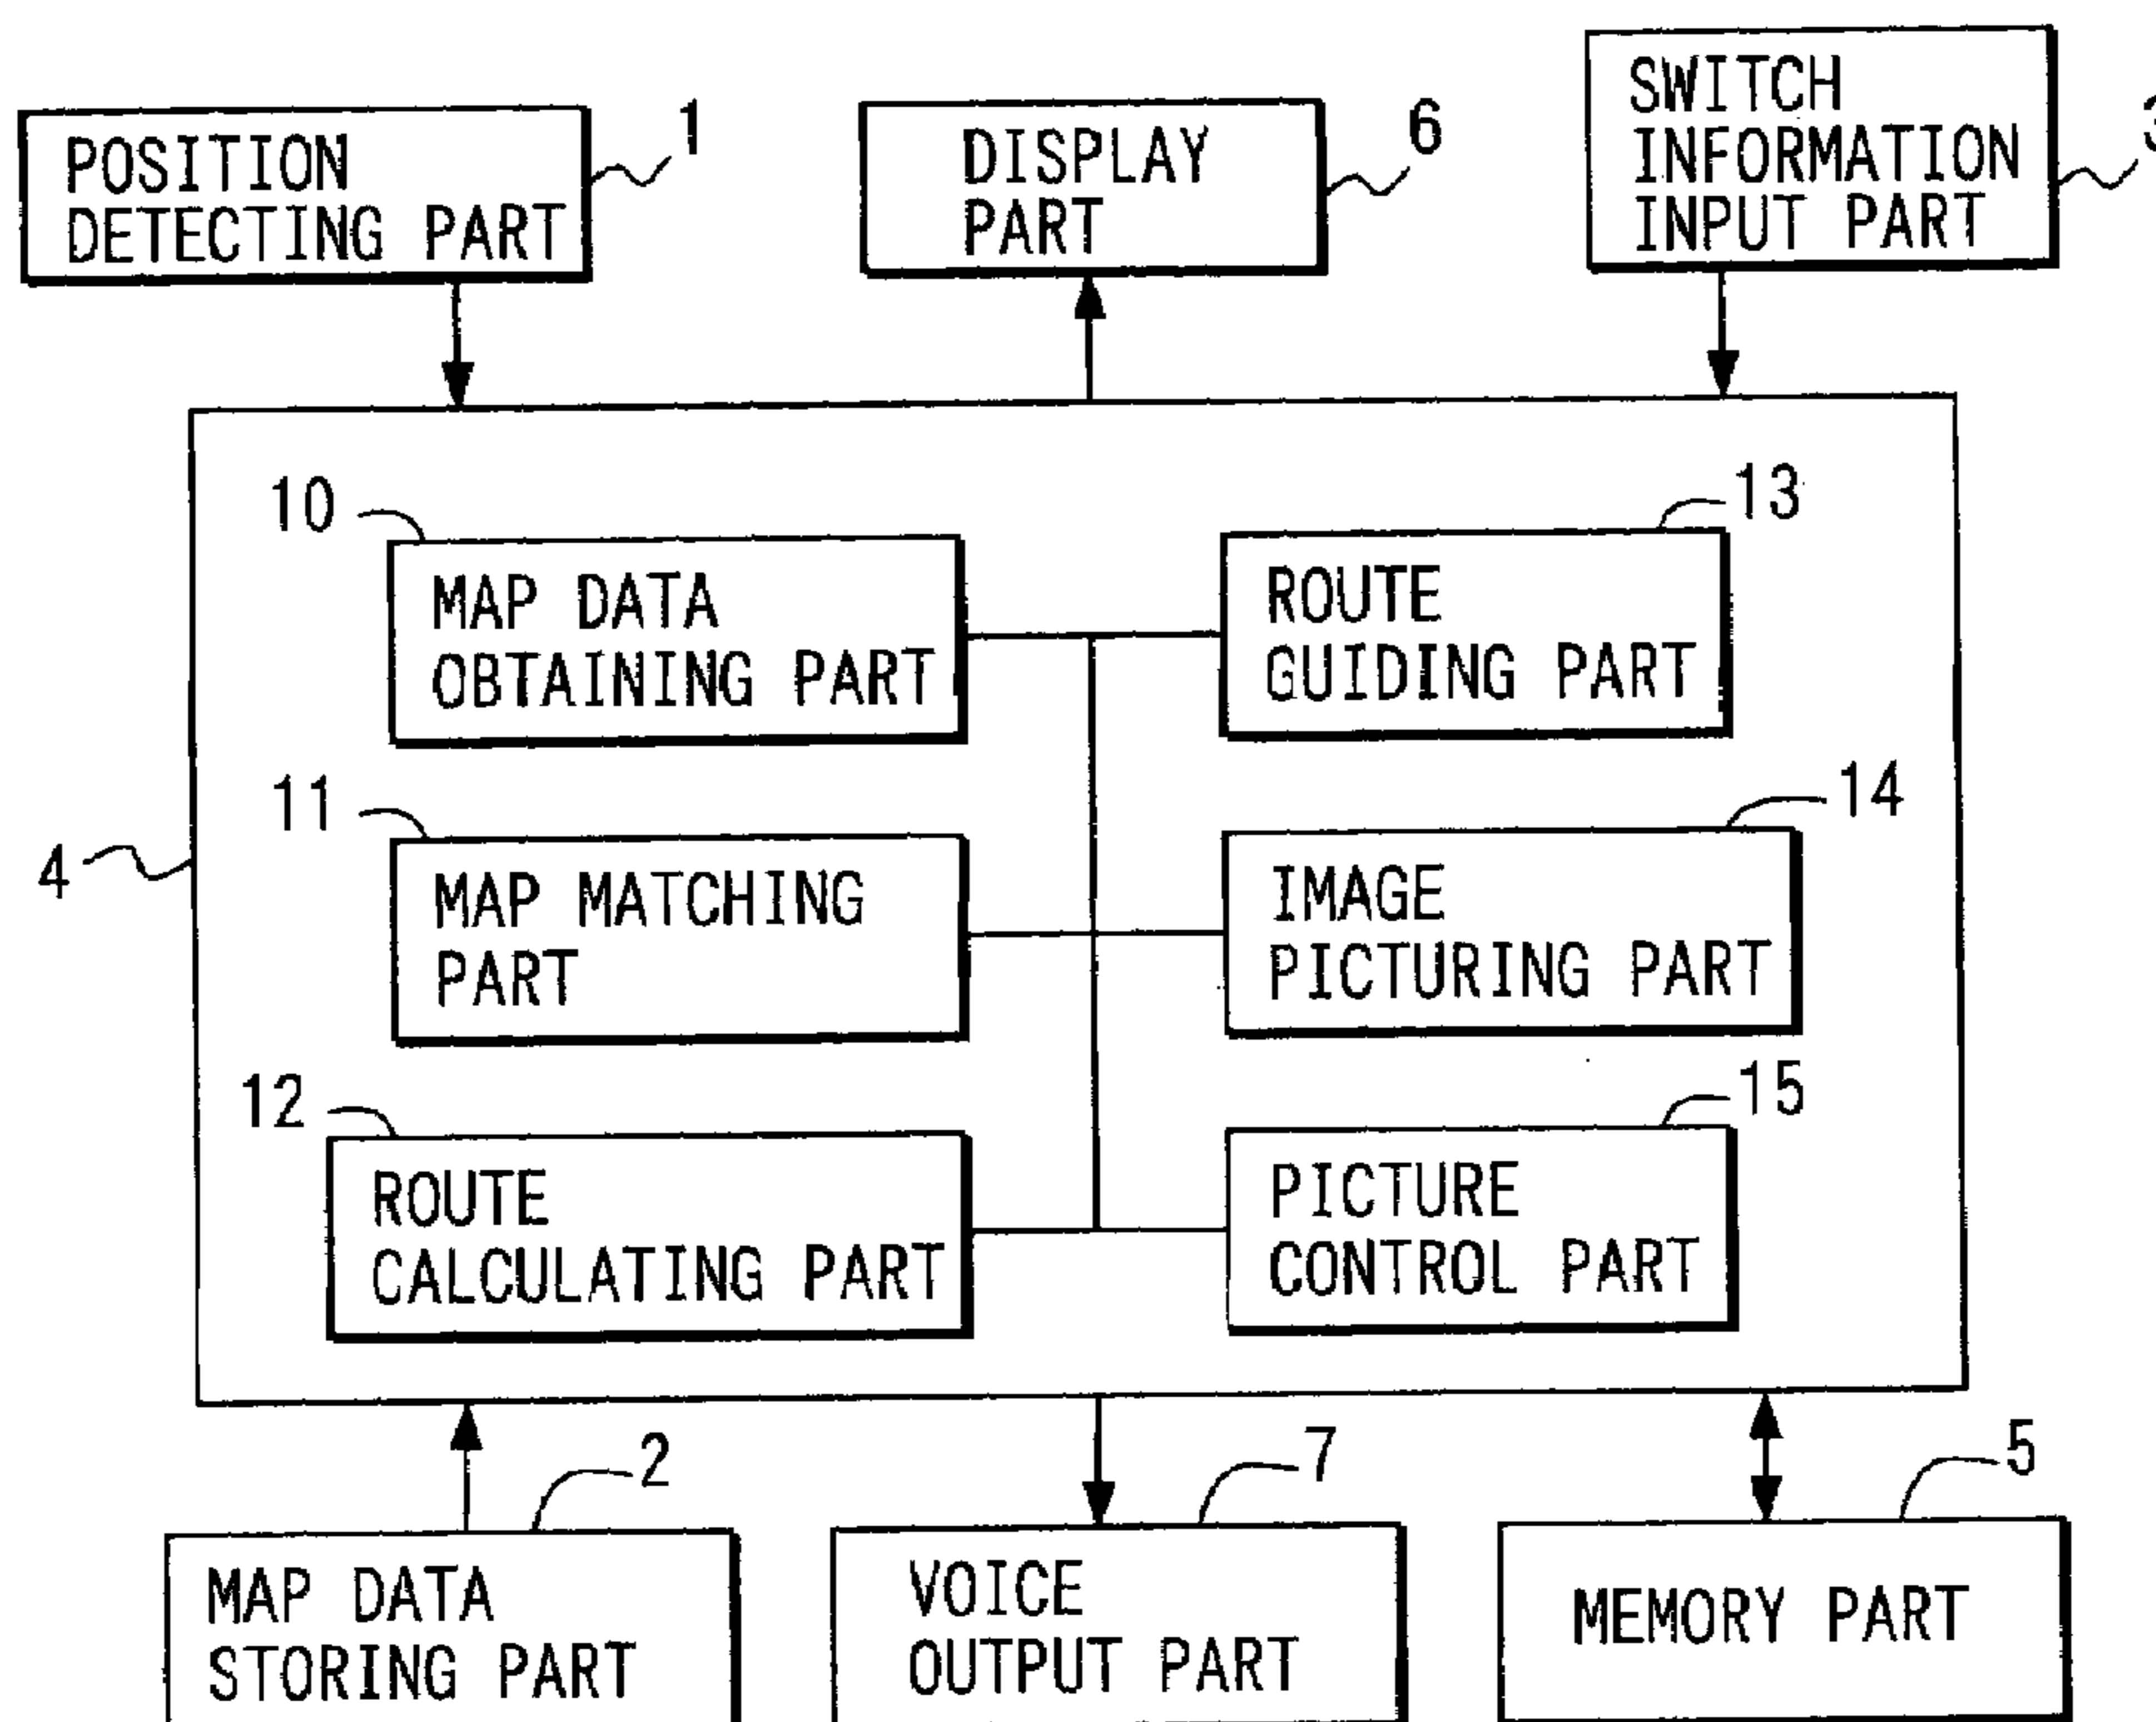 POSITION
DETECTING PART
1
DISPLAY
PART
6
SWITCH
INFORMATION
INPUT PART
3
4
10
MAP DATA
OBTAINING PART
13
ROUTE
GUIDING PART
11
MAP MATCHING
PART
14
IMAGE
PICTURING PART
12
ROUTE
CALCULATING PART
15
PICTURE
CONTROL PART
2
MAP DATA
STORING PART
7
VOICE
OUTPUT PART
5
MEMORY PART